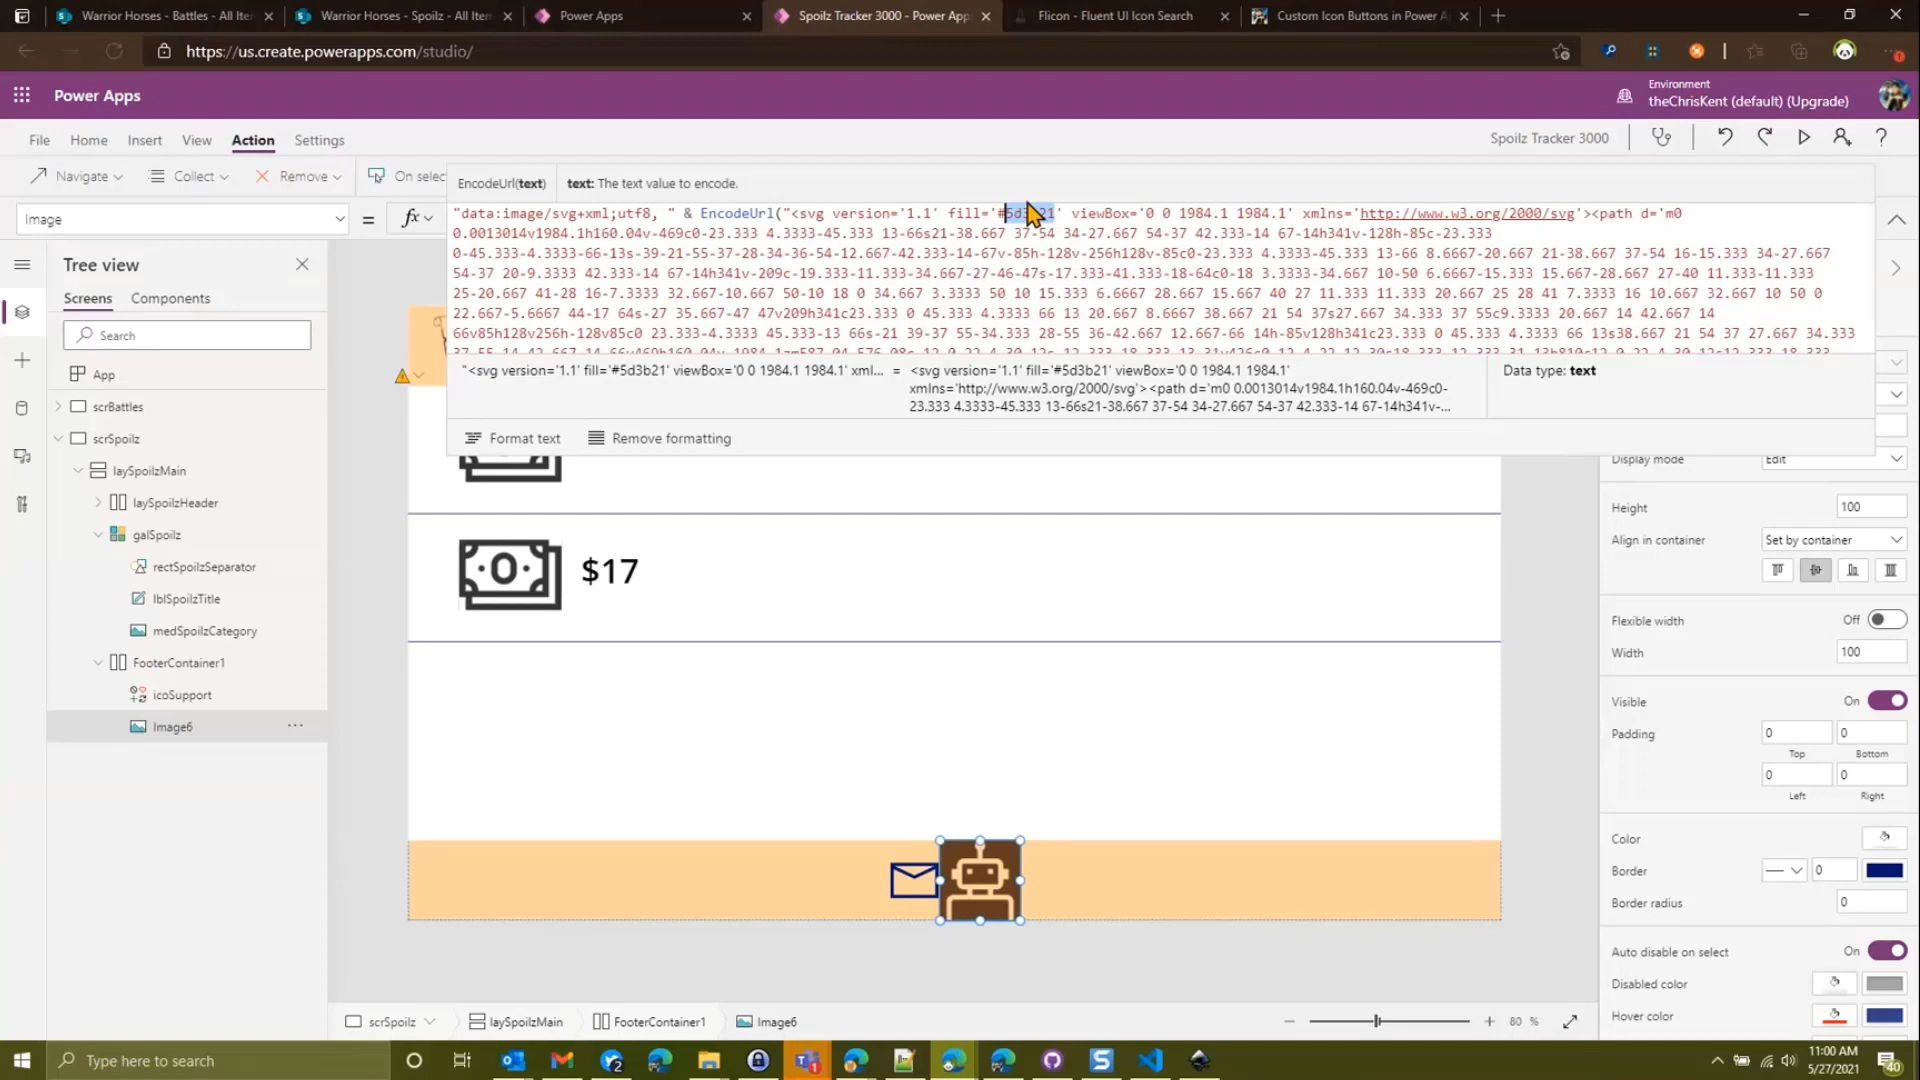 Warrior Horses - Battles - All Item
Warrior Horses - Spoilz - All Item
Power Apps
Spoilz Tracker 3000 - Power App
Flicon - Fluent UI Icon Search
Custom Icon Buttons in Power A
https://us.create.powerapps.com/studio/
Power Apps
Environment
theChrisKent (default) (Upgrade)
File Home Insert View Action Settings
Spoilz Tracker 3000
Navigate Collect Remove On selec
EncodeUrl(text) text: The text value to encode.
Image = fx
"data:image/svg+xml;utf8, " & EncodeUrl("<svg version='1.1' fill='#5d3b21' viewBox='0 0 1984.1 1984.1' xmlns='http://www.w3.org/2000/svg'><path d='m0
0.0013014v1984.1h160.04v-469c0-23.333 4.3333-45.333 13-66s21-38.667 37-54 34-27.667 54-37 42.333-14 67-14h341v-128h-85c-23.333
0-45.333-4.3333-66-13s-39-21-55-37-28-34-36-54-12.667-42.333-14-67v-85h-128v-256h128v-85c0-23.333 4.3333-45.333 13-66 8.6667-20.667 21-38.667 37-54 16-15.333 34-27.667
54-37 20-9.3333 42.333-14 67-14h341v-209c-19.333-11.333-34.667-27-46-47s-17.333-41.333-18-64c0-18 3.3333-34.667 10-50 6.6667-15.333 15.667-28.667 27-40 11.333-11.333
25-20.667 41-28 16-7.3333 32.667-10.667 50-10 18 0 34.667 3.3333 50 10 15.333 6.6667 28.667 15.667 40 27 11.333 11.333 20.667 25 28 41 7.3333 16 10.667 32.667 10 50 0
22.667-5.6667 44-17 64s-27 35.667-47 47v209h341c23.333 0 45.333 4.3333 66 13 20.667 8.6667 38.667 21 54 37s27.667 34.333 37 55c9.3333 20.667 14 42.667 14
66v85h128v256h-128v85c0 23.333-4.3333 45.333-13 66s-21 39-37 55-34.333 28-55 36-42.667 12.667-66 14h-85v128h341c23.333 0 45.333 4.3333 66 13s38.667 21 54 37 27.667 34.333
"<svg version='1.1' fill='#5d3b21' viewBox='0 0 1984.1 1984.1' xml... = <svg version='1.1' fill='#5d3b21' viewBox='0 0 1984.1 1984.1'
xmlns='http://www.w3.org/2000/svg'><path d='m0 0.0013014v1984.1h160.04v-469c0-
23.333 4.3333-45.333 13-66s21-38.667 37-54 34-27.667 54-37 42.333-14 67-14h341v-...
Data type: text
Format text Remove formatting
Tree view
Screens Components
Search
App
scrBattles
scrSpoilz
laySpoilzMain
laySpoilzHeader
galSpoilz
rectSpoilzSeparator
lblSpoilzTitle
medSpoilzCategory
FooterContainer1
icoSupport
Image6
$17
Display mode Edit
Height 100
Align in container Set by container
Flexible width Off
Width 100
Visible On
Padding 0 0
Top Bottom
0 0
Left Right
Color
Border 0
Border radius 0
Auto disable on select On
Disabled color
Hover color
scrSpoilz laySpoilzMain FooterContainer1 Image6
80 %
Type here to search
11:00 AM
5/27/2021
40